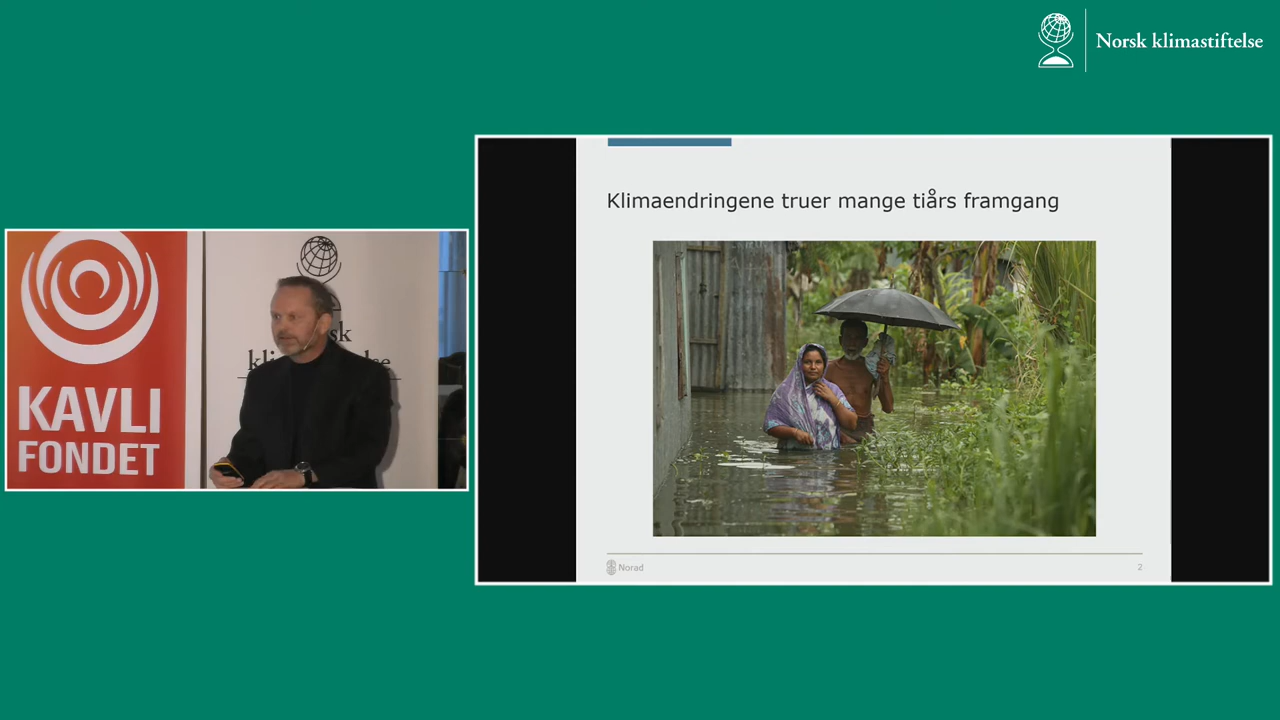 Norsk klimastiftelse
Klimaendringene truer mange tiårs framgang
KAVLI
FONDET
Norad
2